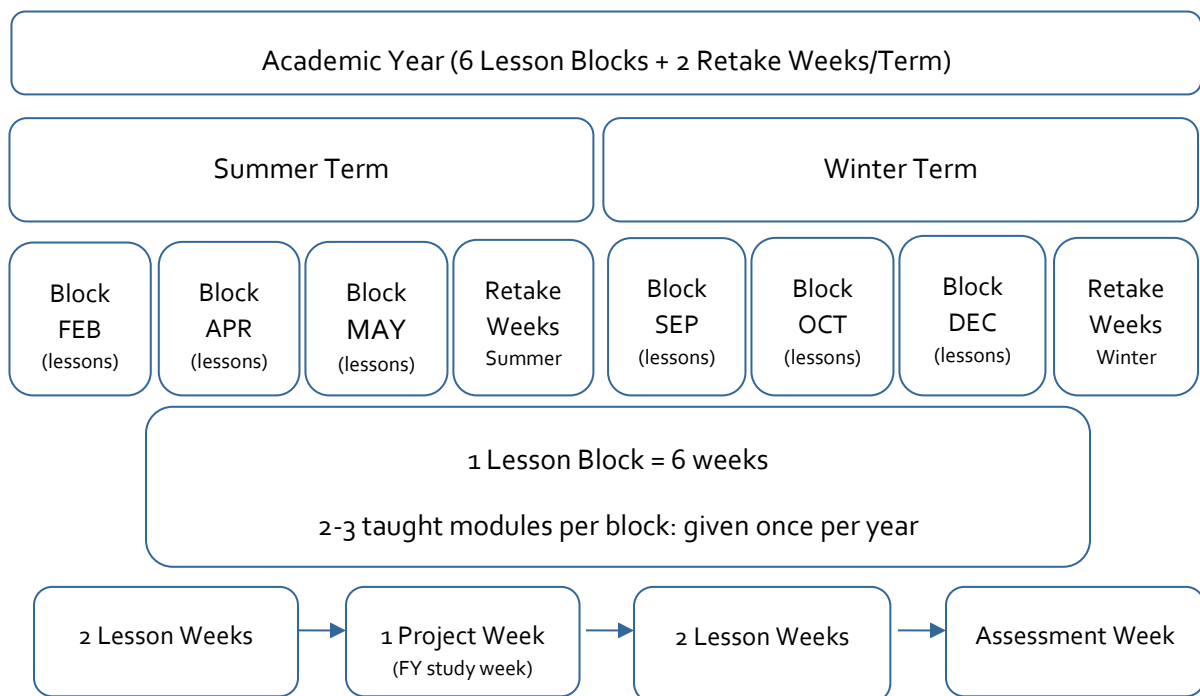 Academic Year (6 Lesson Blocks + 2 Retake Weeks/Term)
Summer Term
Winter Term
Block
FEB
(lessons)
Block
APR
(lessons)
Block
MAY
(lessons)
Retake
Weeks
Summer
Block
SEP
(lessons)
Block
OCT
(lessons)
Block
DEC
(lessons)
Retake
Weeks
Winter
1 Lesson Block = 6 weeks
2-3 taught modules per block: given once per year
2 Lesson Weeks
1 Project Week
(FY study week)
2 Lesson Weeks
Assessment Week